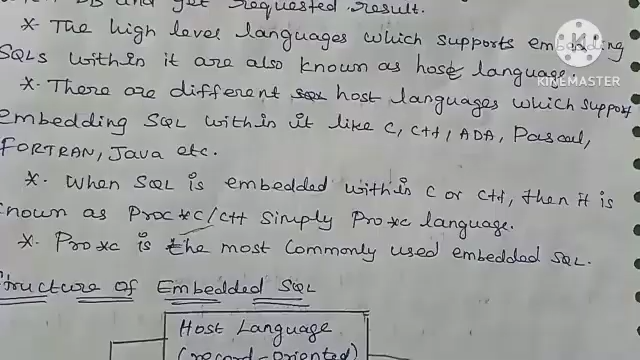 DB and get requested result.
* The high level languages which supports embedding
SQLS within it are also known as host language.
KINEMASTER
* There are different host languages which support
embedding SQL within it like C, C++, ADA, Pascal,
FORTRAN, Java etc.
* When SQL is embedded within C or C++, then it is
known as Pro*C/C++ simply Pro*c language.
* Pro*c is the most commonly used embedded SQL.
Structure of Embedded SQL
Host Language
(record-oriented)